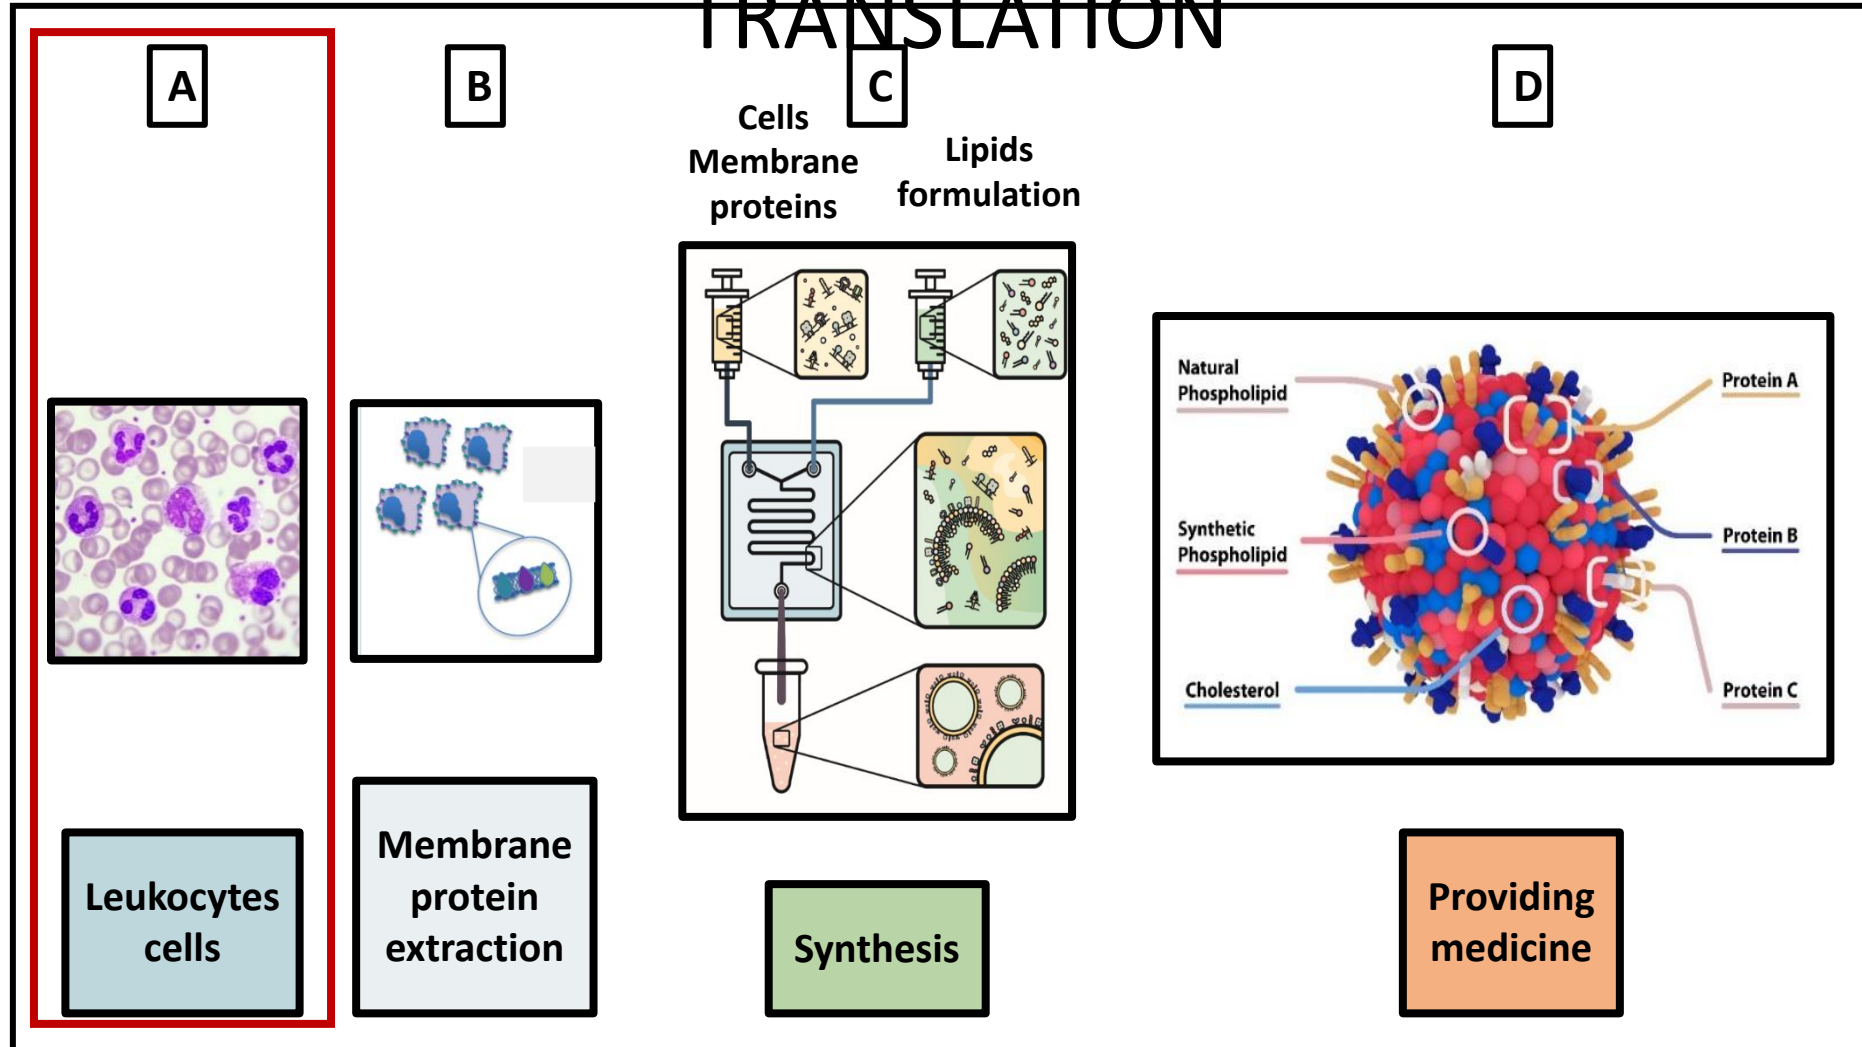 TRANSLATION
A
B
C
D
Cells
Membrane
proteins
Lipids
formulation
Natural
Phospholipid
Synthetic
Phospholipid
Cholesterol
Protein A
Protein B
Protein C
Leukocytes
cells
Membrane
protein
extraction
Synthesis
Providing
medicine